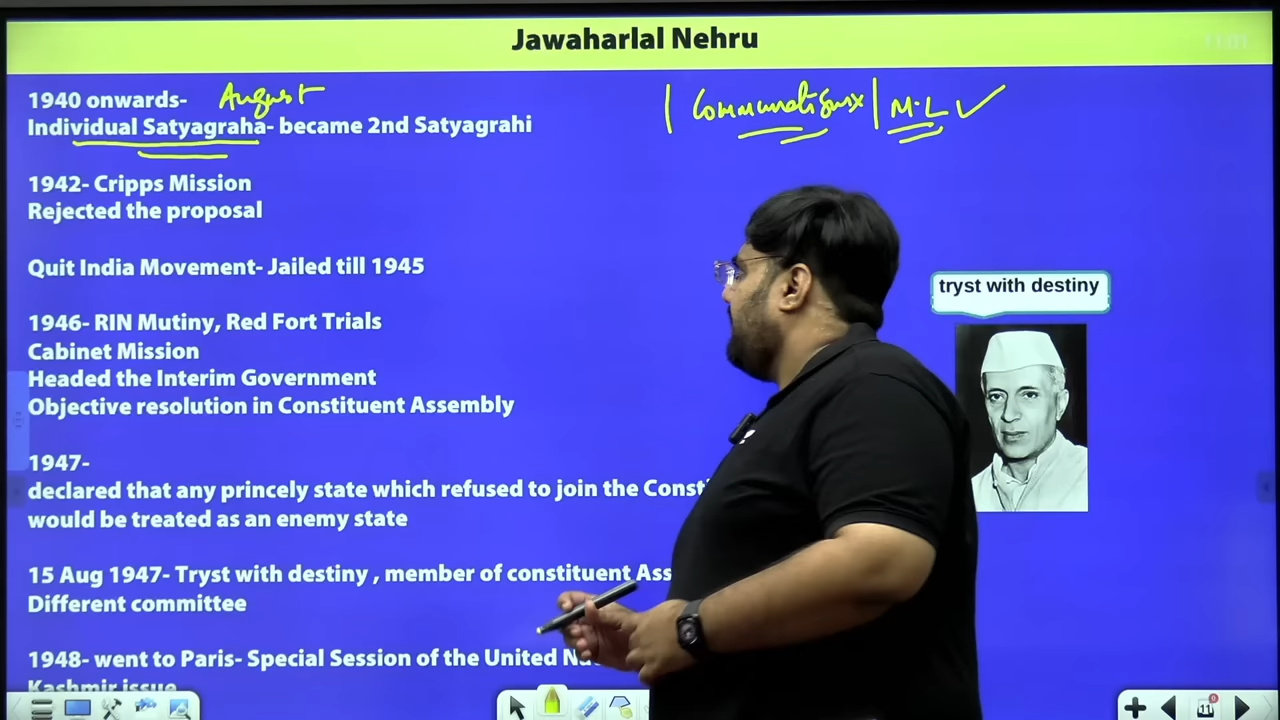 Jawaharlal Nehru
1940 onwards- August
Individual Satyagraha- became 2nd Satyagrahi
| | M.L ✓
1942- Cripps Mission
Rejected the proposal
Quit India Movement- Jailed till 1945
tryst with destiny
1946- RIN Mutiny, Red Fort Trials
Cabinet Mission
Headed the Interim Government
Objective resolution in Constituent Assembly
1947-
declared that any princely state which refused to join the Consti
would be treated as an enemy state
15 Aug 1947- Tryst with destiny , member of constituent Ass
Different committee
1948- went to Paris- Special Session of the United Na
Kashmir issue
11